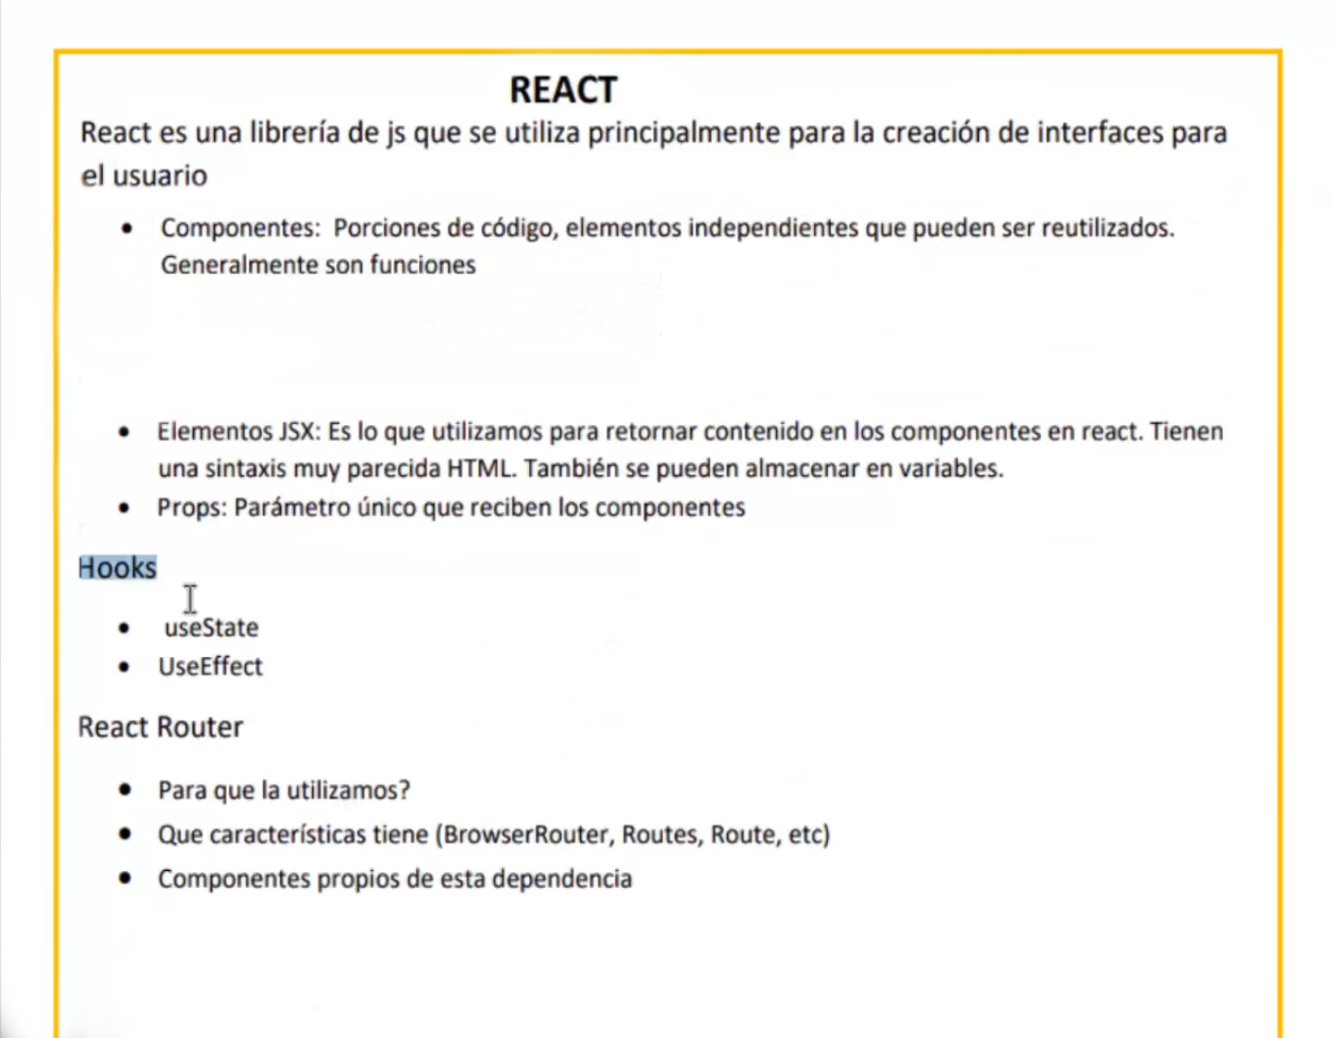 REACT
React es una librería de js que se utiliza principalmente para la creación de interfaces para
el usuario
• Componentes: Porciones de código, elementos independientes que pueden ser reutilizados.
Generalmente son funciones
• Elementos JSX: Es lo que utilizamos para retornar contenido en los componentes en react. Tienen
una sintaxis muy parecida HTML. También se pueden almacenar en variables.
• Props: Parámetro único que reciben los componentes
Hooks
• useState
• UseEffect
React Router
• Para que la utilizamos?
• Que características tiene (BrowserRouter, Routes, Route, etc)
• Componentes propios de esta dependencia